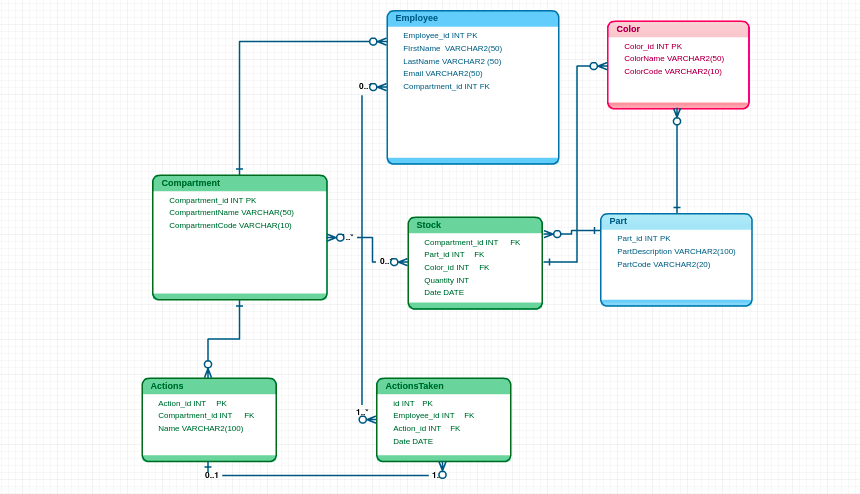 Employee
Employee_id INT PK
FirstName VARCHAR2(50)
LastName VARCHAR2 (50)
Email VARCHAR2(50)
Compartment_id INT FK
Color
Color_id INT PK
ColorName VARCHAR2(50)
ColorCode VARCHAR2(10)
Compartment
Compartment_id INT PK
CompartmentName VARCHAR(50)
CompartmentCode VARCHAR(10)
Stock
Compartment_id INT FK
Part_id INT FK
Color_id INT FK
Quantity INT
Date DATE
Part
Part_id INT PK
PartDescription VARCHAR2(100)
PartCode VARCHAR2(20)
Actions
Action_id INT PK
Compartment_id INT FK
Name VARCHAR2(100)
ActionsTaken
id INT PK
Employee_id INT FK
Action_id INT FK
Date DATE
1..*
0..1